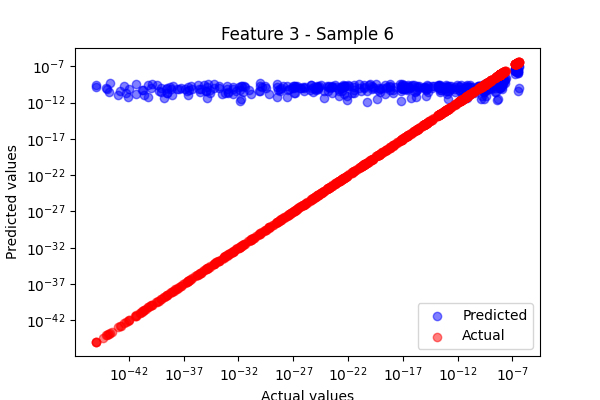 Feature 3 - Sample 6
Predicted values
10⁻⁷
10⁻¹²
10⁻¹⁷
10⁻²²
10⁻²⁷
10⁻³²
10⁻³⁷
10⁻⁴²
Predicted
Actual
10⁻⁴² 10⁻³⁷ 10⁻³² 10⁻²⁷ 10⁻²² 10⁻¹⁷ 10⁻¹² 10⁻⁷
Actual values